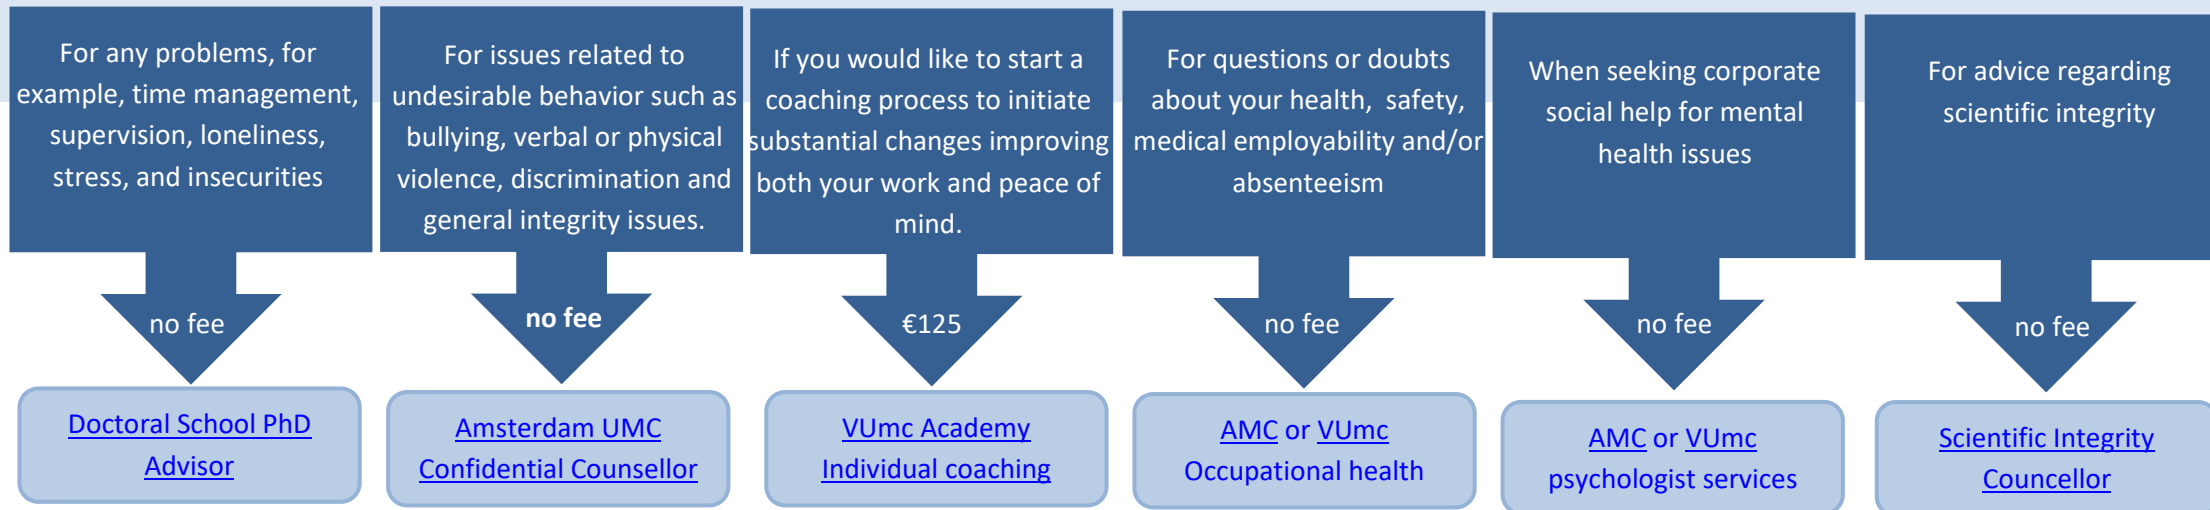 For any problems, for
example, time management,
supervision, loneliness,
stress, and insecurities
no fee
Doctoral School PhD
Advisor
For issues related to
undesirable behavior such as
bullying, verbal or physical
violence, discrimination and
general integrity issues.
no fee
Amsterdam UMC
Confidential Counsellor
If you would like to start a
coaching process to initiate
substantial changes improving
both your work and peace of
mind.
€125
VUmc Academy
Individual coaching
For questions or doubts
about your health, safety,
medical employability and/or
absenteeism
no fee
AMC or VUmc
Occupational health
When seeking corporate
social help for mental
health issues
no fee
AMC or VUmc
psychologist services
For advice regarding
scientific integrity
no fee
Scientific Integrity
Councellor